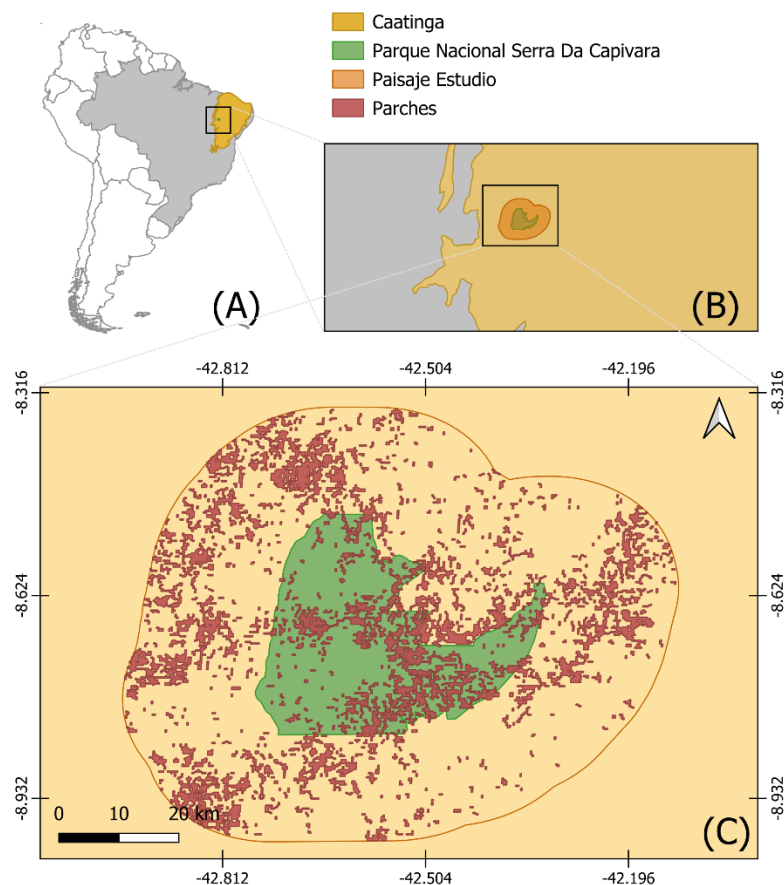 Caatinga
Parque Nacional Serra Da Capivara
Paisaje Estudio
Parches
(A)
(B)
-42.812 -42.504 -42.196
-8.316 -8.316
-8.624 -8.624
-8.932 -8.932
0 10 20 km
(C)
-42.812 -42.504 -42.196